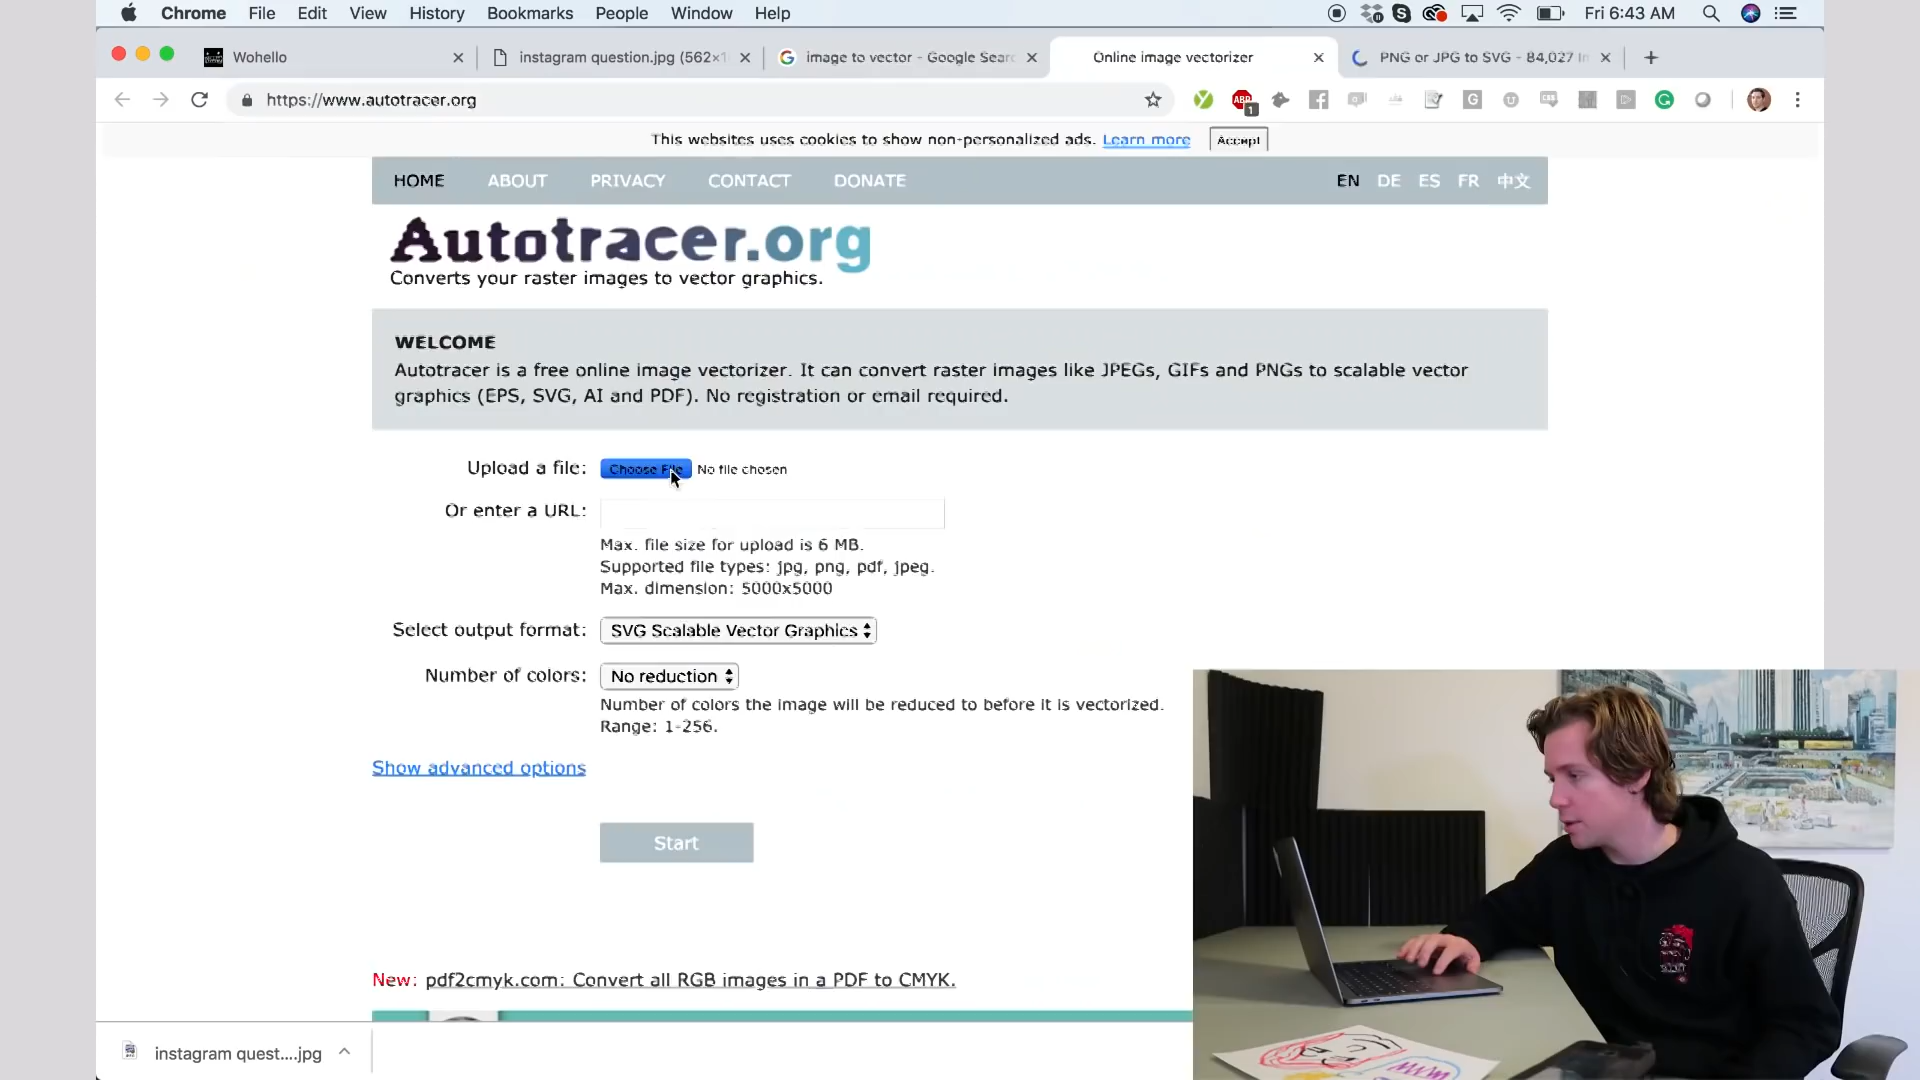 Chrome File Edit View History Bookmarks People Window Help Fri 6:43 AM
Wohello
instagram question.jpg (562×1
image to vector - Google Searc
Online image vectorizer
PNG or JPG to SVG - 84,027 In
https://www.autotracer.org
ABP
1
This websites uses cookies to show non-personalized ads. Learn more Accept
HOME ABOUT PRIVACY CONTACT DONATE EN DE ES FR 中文
Autotracer.org
Converts your raster images to vector graphics.
WELCOME
Autotracer is a free online image vectorizer. It can convert raster images like JPEGs, GIFs and PNGs to scalable vector
graphics (EPS, SVG, AI and PDF). No registration or email required.
Upload a file: Choose File No file chosen
Or enter a URL:
Max. file size for upload is 6 MB.
Supported file types: jpg, png, pdf, jpeg.
Max. dimension: 5000x5000
Select output format: SVG Scalable Vector Graphics
Number of colors: No reduction
Number of colors the image will be reduced to before it is vectorized.
Range: 1-256.
Show advanced options
Start
New: pdf2cmyk.com: Convert all RGB images in a PDF to CMYK.
instagram quest....jpg